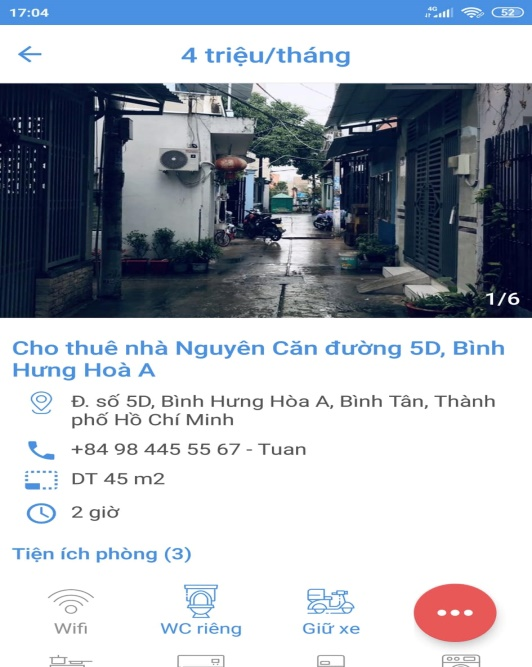 17:04
4G
52
4 triệu/tháng
1/6
Cho thuê nhà Nguyên Căn đường 5D, Bình
Hưng Hoà A
Đ. số 5D, Bình Hưng Hòa A, Bình Tân, Thành
phố Hồ Chí Minh
+84 98 445 55 67 - Tuan
DT 45 m2
2 giờ
Tiện ích phòng (3)
Wifi
WC riêng
Giữ xe